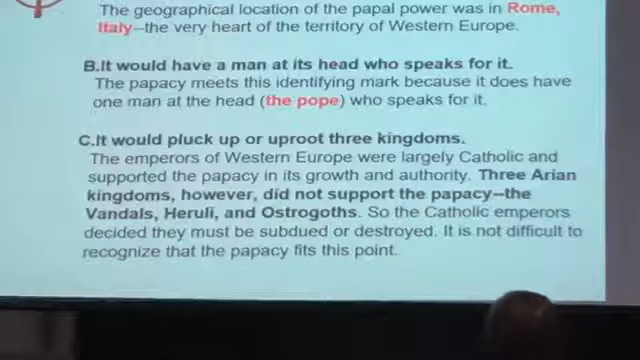 The geographical location of the papal power was in Rome,
Italy–the very heart of the territory of Western Europe.
B.It would have a man at its head who speaks for it.
The papacy meets this identifying mark because it does have
one man at the head (the pope) who speaks for it.
C.It would pluck up or uproot three kingdoms.
The emperors of Western Europe were largely Catholic and
supported the papacy in its growth and authority. Three Arian
kingdoms, however, did not support the papacy–the
Vandals, Heruli, and Ostrogoths. So the Catholic emperors
decided they must be subdued or destroyed. It is not difficult to
recognize that the papacy fits this point.